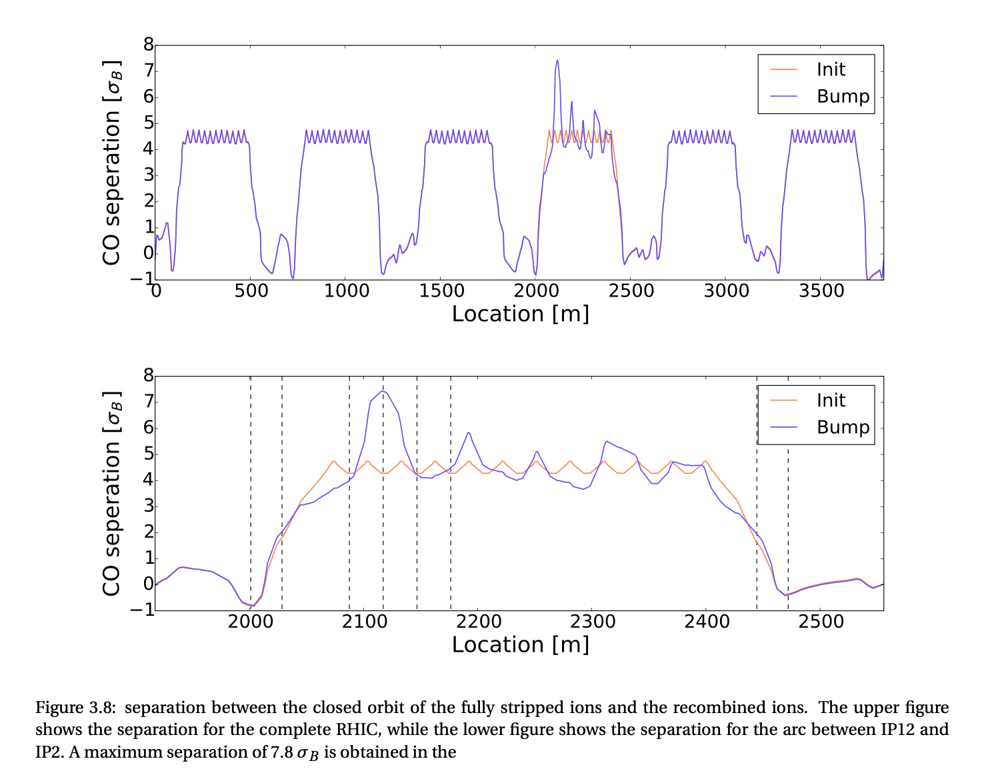 8
7
6
5
4
3
2
1
0
−1
CO seperation [σB]
Init
Bump
0 500 1000 1500 2000 2500 3000 3500
Location [m]
8
7
6
5
4
3
2
1
0
−1
CO seperation [σB]
Init
Bump
2000 2100 2200 2300 2400 2500
Location [m]
Figure 3.8: separation between the closed orbit of the fully stripped ions and the recombined ions. The upper figure
shows the separation for the complete RHIC, while the lower figure shows the separation for the arc between IP12 and
IP2. A maximum separation of 7.8 σB is obtained in the